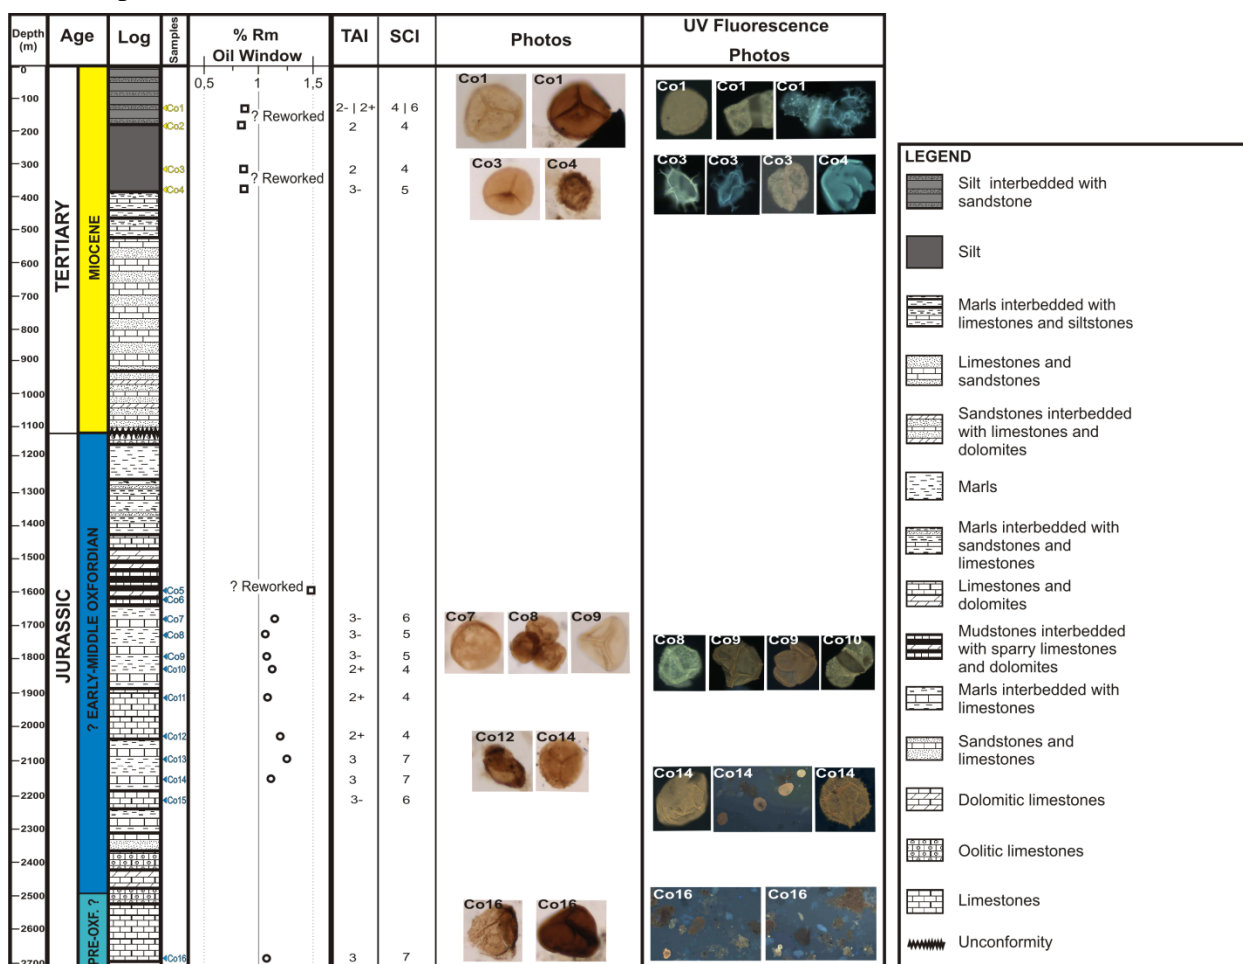 Depth
(m)
Age
Log
Samples
% Rm
Oil Window
TAI
SCI
Photos
UV Fluorescence
Photos
0
100
200
300
400
500
600
700
800
900
1000
1100
1200
1300
1400
1500
1600
1700
1800
1900
2000
2100
2200
2300
2400
2500
2600
2700
TERTIARY
MIOCENE
JURASSIC
? EARLY-MIDDLE OXFORDIAN
PRE-OXF. ?
Co1
Co2
Co3
Co4
Co5
Co6
Co7
Co8
Co9
Co10
Co11
Co12
Co13
Co14
Co15
Co16
0,5 1 1,5
? Reworked
? Reworked
? Reworked
2- | 2+ 4 | 6
2 4
2 4
3- 5
3- 6
3- 5
3- 5
2+ 4
2+ 4
2+ 4
3 7
3 7
3- 6
3 7
Co1 Co1
Co3 Co4
Co7 Co8 Co9
Co12 Co14
Co16 Co16
Co1 Co1 Co1
Co3 Co3 Co3 Co4
Co8 Co9 Co9 Co10
Co14 Co14 Co14
Co16 Co16
LEGEND
Silt interbedded with
sandstone
Silt
Marls interbedded with
limestones and siltstones
Limestones and
sandstones
Sandstones interbedded
with limestones and
dolomites
Marls
Marls interbedded with
sandstones and
limestones
Limestones and
dolomites
Mudstones interbedded
with sparry limestones
and dolomites
Marls interbedded with
limestones
Sandstones and
limestones
Dolomitic limestones
Oolitic limestones
Limestones
Unconformity